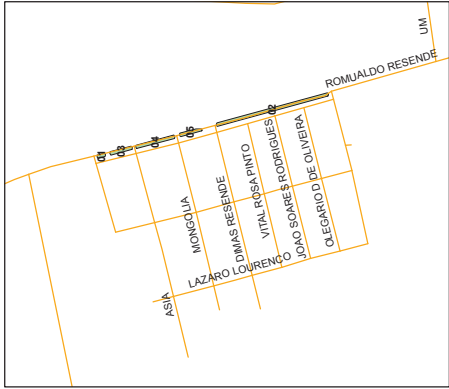 UM
ROMUALDO RESENDE
01
03
04
05
02
ASIA
MONGOLIA
DIMAS RESENDE
VITAL ROSA PINTO
JOAO SOARES RODRIGUES
OLEGARIO D DE OLIVEIRA
LAZARO LOURENCO